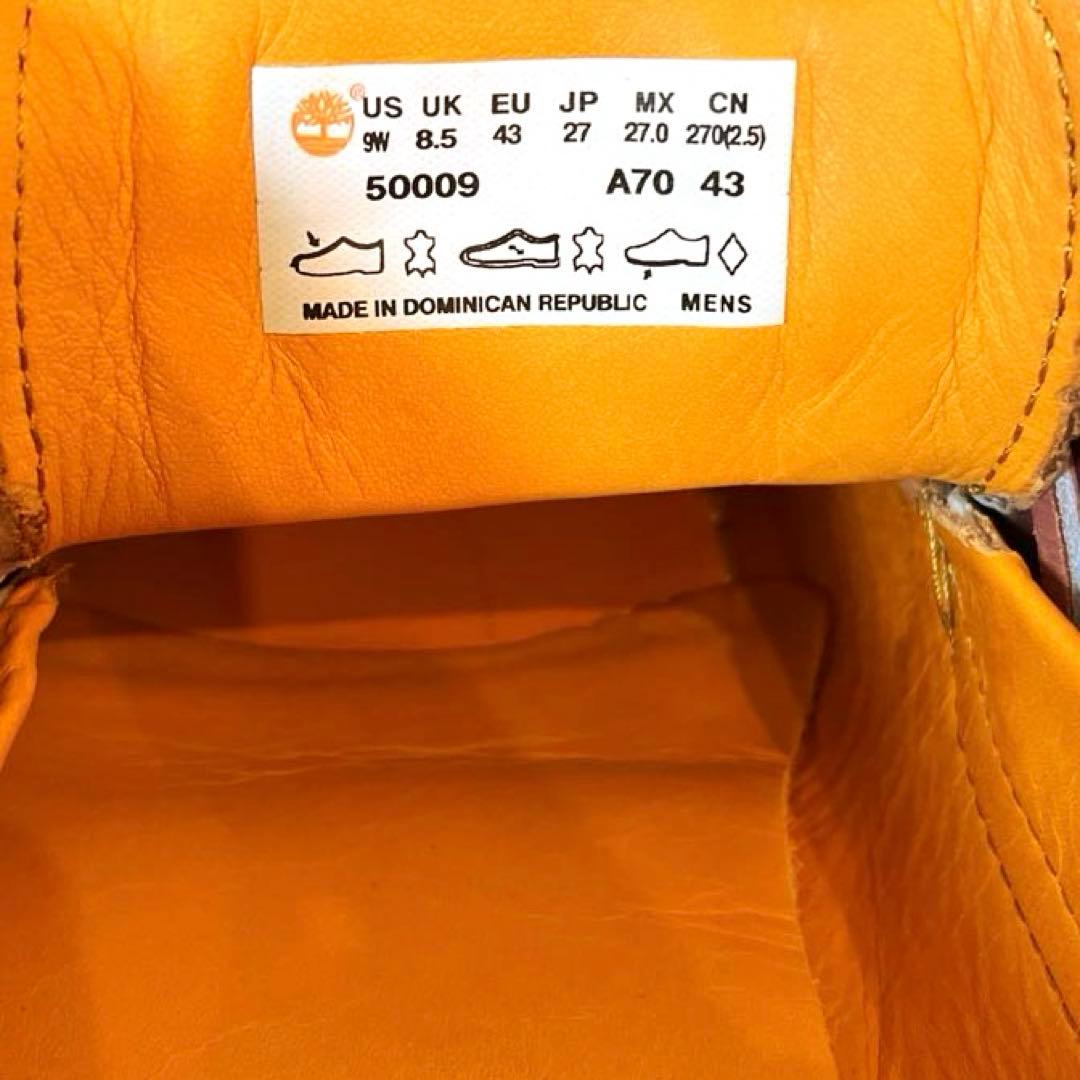 ® US UK EU JP MX CN
9W 8.5 43 27 27.0 270(2.5)
50009 A70 43
MADE IN DOMINICAN REPUBLIC MENS